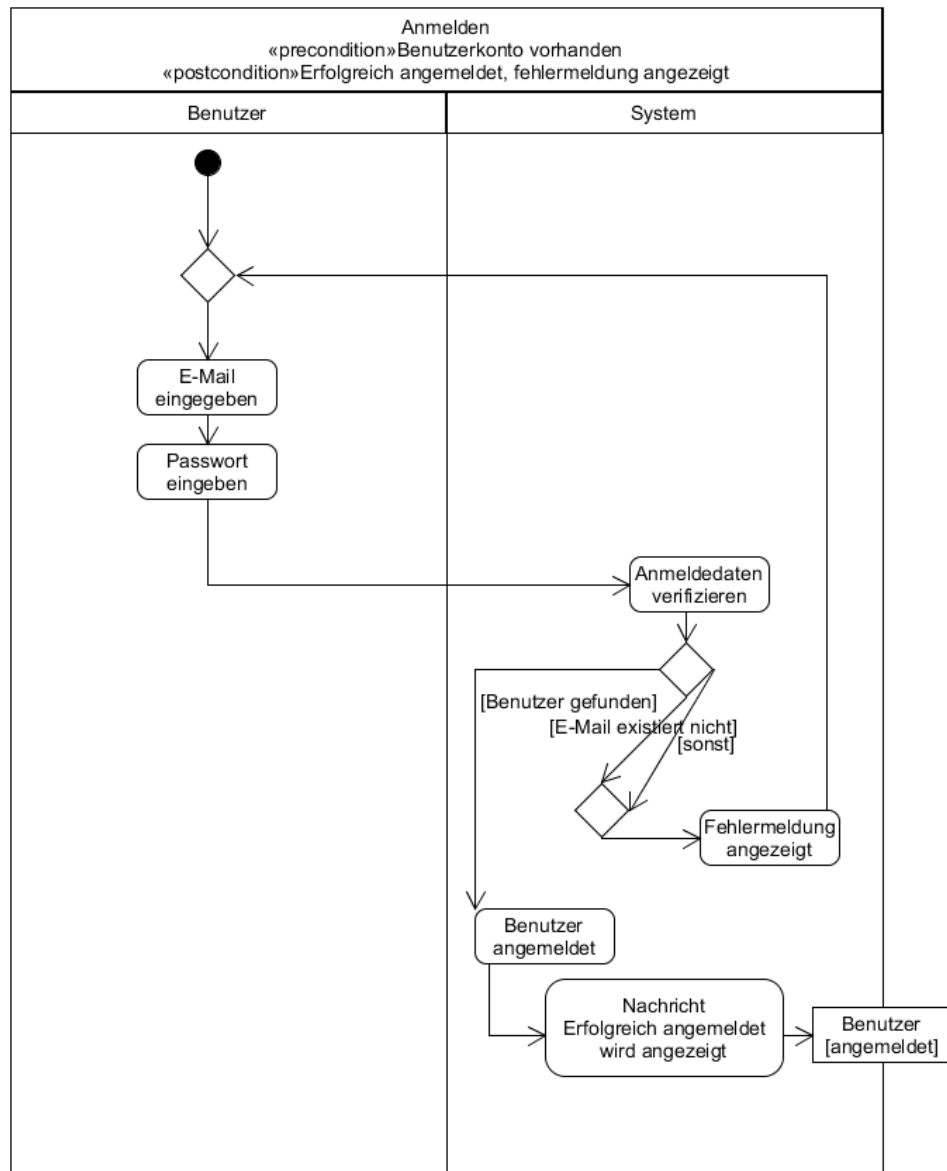 Anmelden
«precondition»Benutzerkonto vorhanden
«postcondition»Erfolgreich angemeldet, fehlermeldung angezeigt
Benutzer
System
E-Mail
eingegeben
Passwort
eingeben
Anmeldedaten
verifizieren
[Benutzer gefunden]
[E-Mail existiert nicht]
[sonst]
Fehlermeldung
angezeigt
Benutzer
angemeldet
Nachricht
Erfolgreich angemeldet
wird angezeigt
Benutzer
[angemeldet]